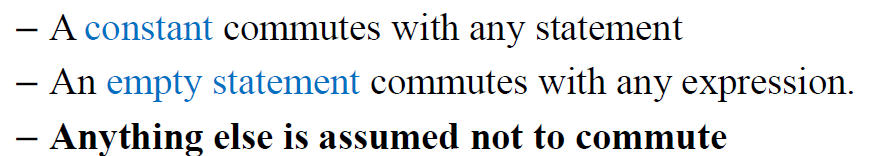 – A constant commutes with any statement
– An empty statement commutes with any expression.
– Anything else is assumed not to commute